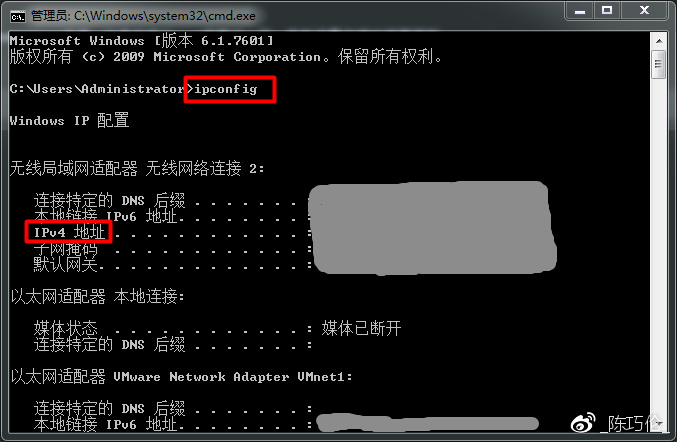 管理员: C:\Windows\system32\cmd.exe
Microsoft Windows [版本 6.1.7601]
版权所有 (c) 2009 Microsoft Corporation。保留所有权利。
C:\Users\Administrator>ipconfig
Windows IP 配置
无线局域网适配器 无线网络连接 2:
连接特定的 DNS 后缀 . . . . . . . :
本地链接 IPv6 地址. . . . . . . . :
IPv4 地址 . . . . . . . . . . . . :
子网掩码 . . . . . . . . . . . . :
默认网关. . . . . . . . . . . . . :
以太网适配器 本地连接:
媒体状态 . . . . . . . . . . . . : 媒体已断开
连接特定的 DNS 后缀 . . . . . . . :
以太网适配器 VMware Network Adapter VMnet1:
连接特定的 DNS 后缀 . . . . . . . :
本地链接 IPv6 地址. . . . . . . . :
_陈巧伦_